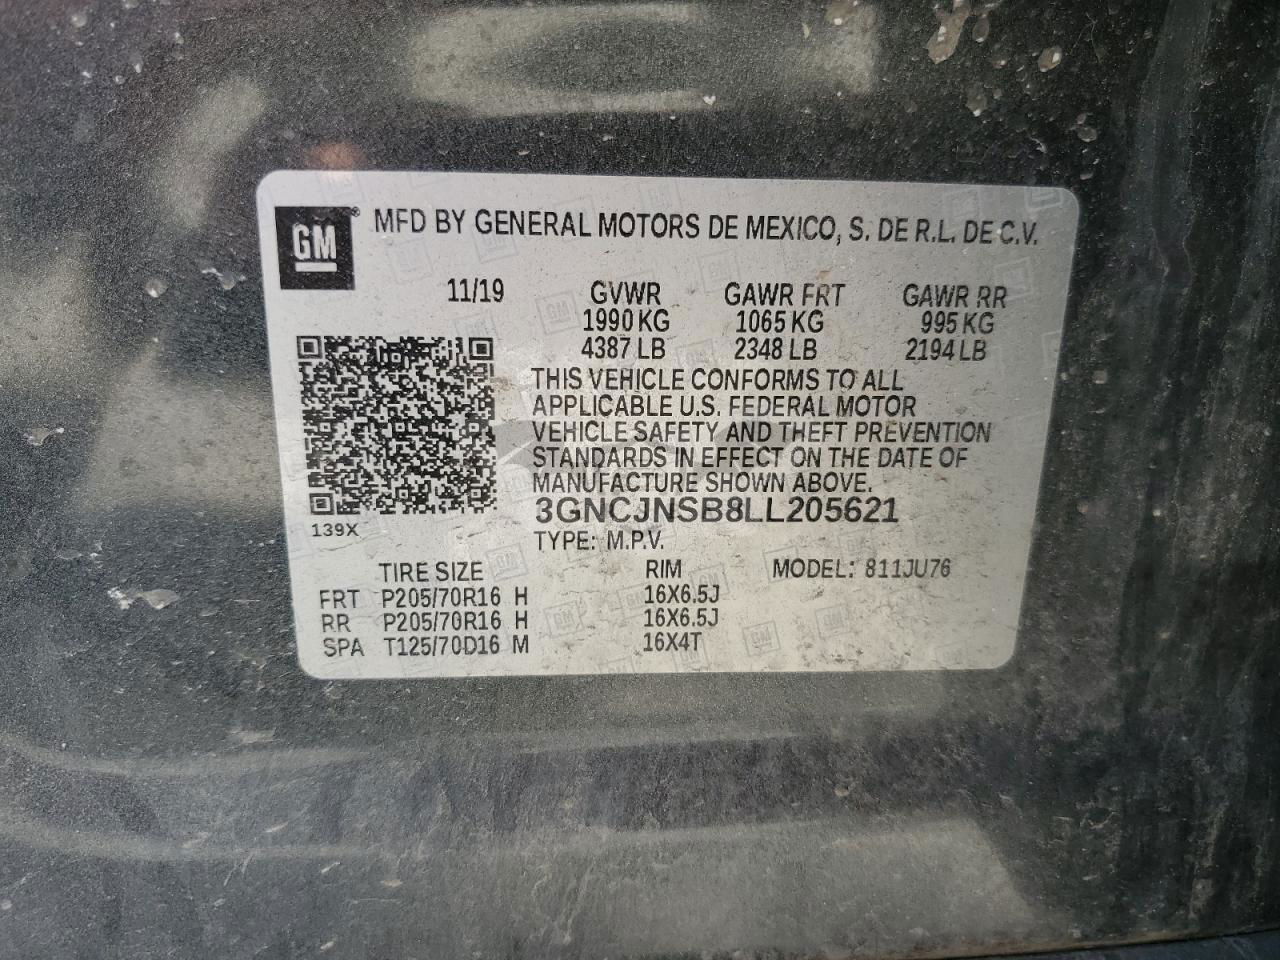 GM® MFD BY GENERAL MOTORS DE MEXICO, S. DE R.L. DE C.V.
11/19 GVWR GAWR FRT GAWR RR
1990 KG 1065 KG 995 KG
4387 LB 2348 LB 2194 LB
THIS VEHICLE CONFORMS TO ALL
APPLICABLE U.S. FEDERAL MOTOR
VEHICLE SAFETY AND THEFT PREVENTION
STANDARDS IN EFFECT ON THE DATE OF
MANUFACTURE SHOWN ABOVE.
3GNCJNSB8LL205621
139X
TYPE: M.P.V.
TIRE SIZE RIM MODEL: 811JU76
FRT P205/70R16 H 16X6.5J
RR P205/70R16 H 16X6.5J
SPA T125/70D16 M 16X4T